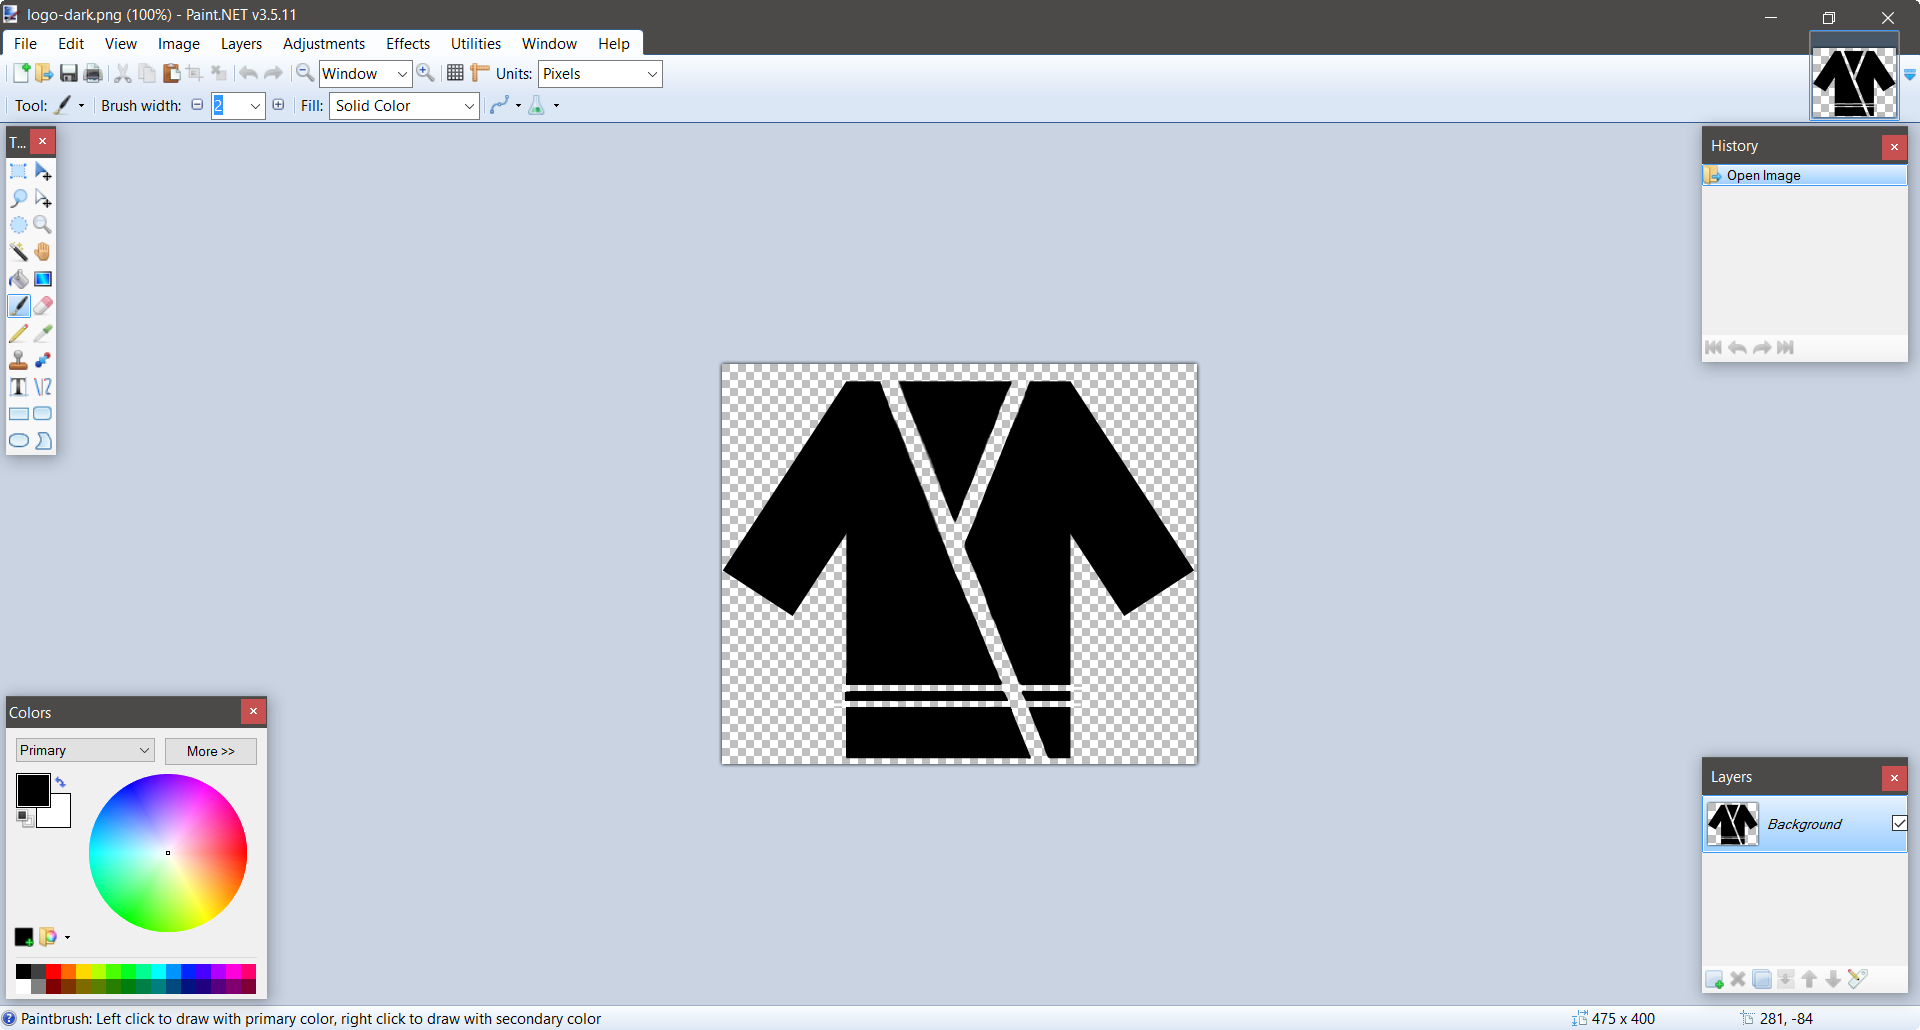 logo-dark.png (100%) - Paint.NET v3.5.11
File Edit View Image Layers Adjustments Effects Utilities Window Help
Window Units: Pixels
Tool: Brush width: 2 Fill: Solid Color
T...
History
Open Image
Colors
Primary More >>
Layers
Background
Paintbrush: Left click to draw with primary color, right click to draw with secondary color 475 x 400 281, -84